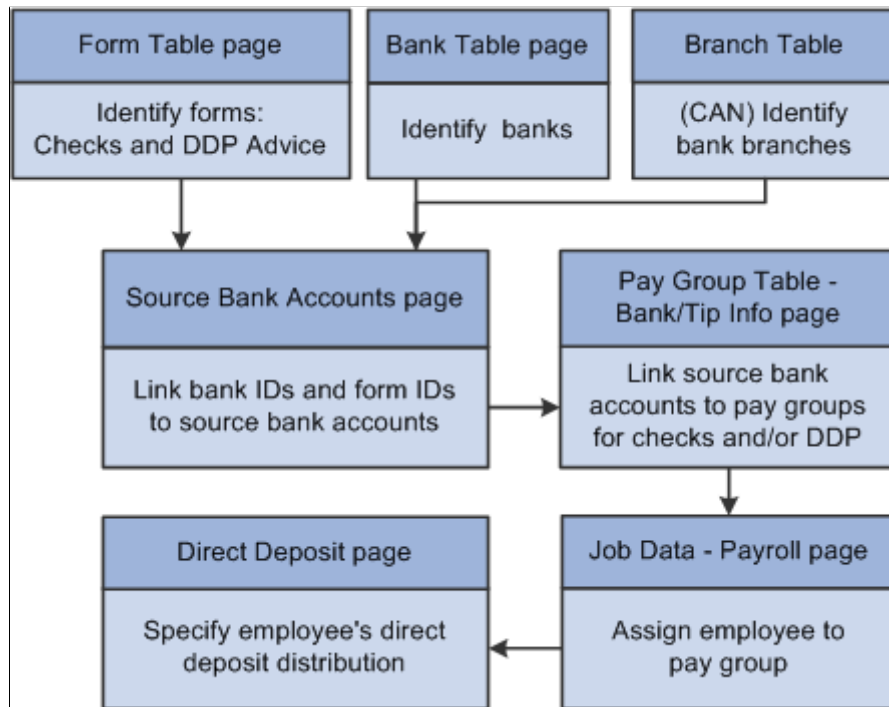 Form Table page
Identify forms:
Checks and DDP Advice
Bank Table page
Identify banks
Branch Table
(CAN) Identify
bank branches
Source Bank Accounts page
Link bank IDs and form IDs
to source bank accounts
Pay Group Table -
Bank/Tip Info page
Link source bank
accounts to pay groups
for checks and/or DDP
Direct Deposit page
Specify employee's direct
deposit distribution
Job Data - Payroll page
Assign employee to
pay group